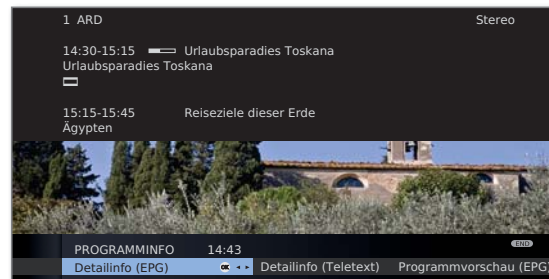 1 ARD Stereo
14:30-15:15 Urlaubsparadies Toskana
Urlaubsparadies Toskana
15:15-15:45 Reiseziele dieser Erde
Ägypten
PROGRAMMINFO 14:43 END
Detailinfo (EPG) OK Detailinfo (Teletext) Programmvorschau (EPG